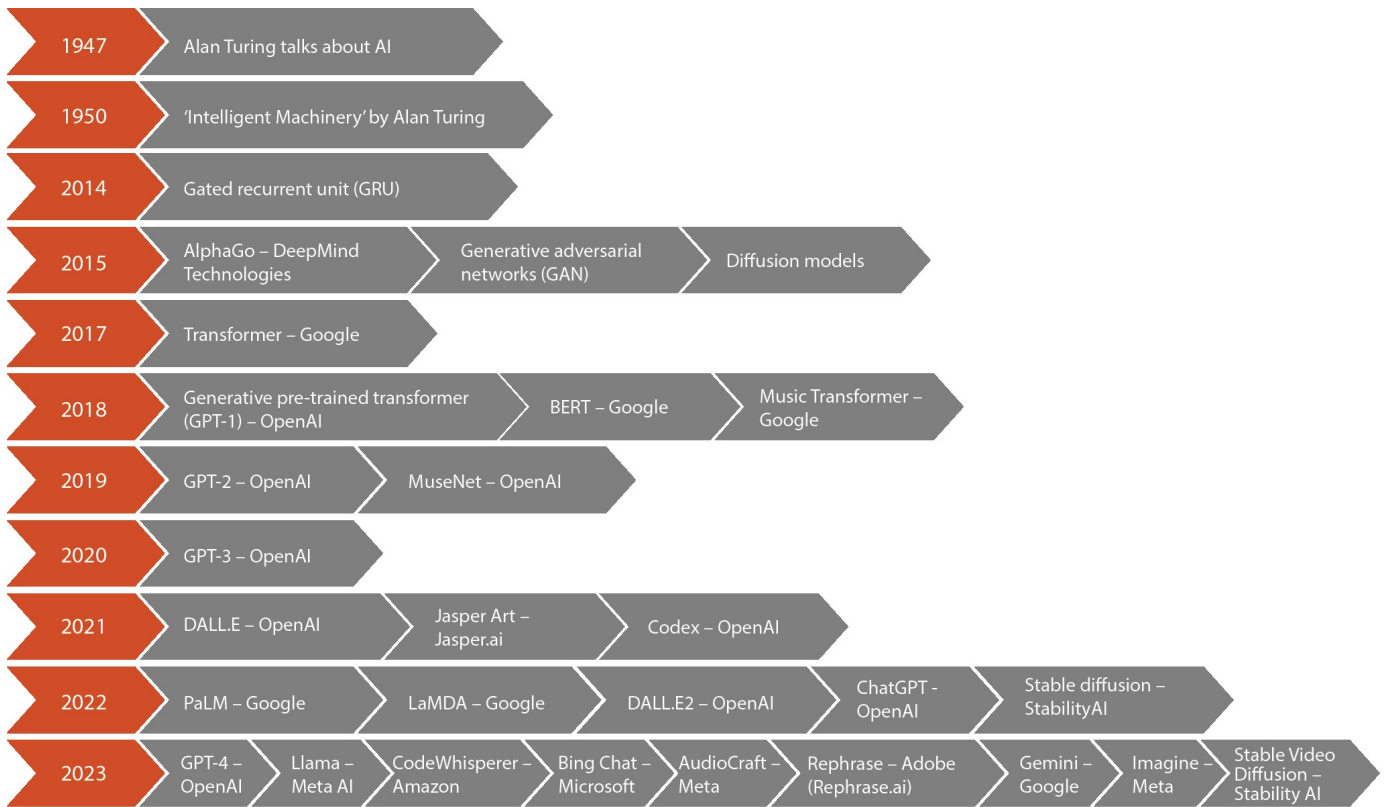 1947
Alan Turing talks about AI
1950
‘Intelligent Machinery’ by Alan Turing
2014
Gated recurrent unit (GRU)
2015
AlphaGo – DeepMind
Technologies
Generative adversarial
networks (GAN)
Diffusion models
2017
Transformer – Google
2018
Generative pre-trained transformer
(GPT-1) – OpenAI
BERT – Google
Music Transformer –
Google
2019
GPT-2 – OpenAI
MuseNet – OpenAI
2020
GPT-3 – OpenAI
2021
DALL.E – OpenAI
Jasper Art –
Jasper.ai
Codex – OpenAI
2022
PaLM – Google
LaMDA – Google
DALL.E2 – OpenAI
ChatGPT -
OpenAI
Stable diffusion –
StabilityAI
2023
GPT-4 –
OpenAI
Llama –
Meta AI
CodeWhisperer –
Amazon
Bing Chat –
Microsoft
AudioCraft –
Meta
Rephrase – Adobe
(Rephrase.ai)
Gemini –
Google
Imagine –
Meta
Stable Video
Diffusion –
Stability AI